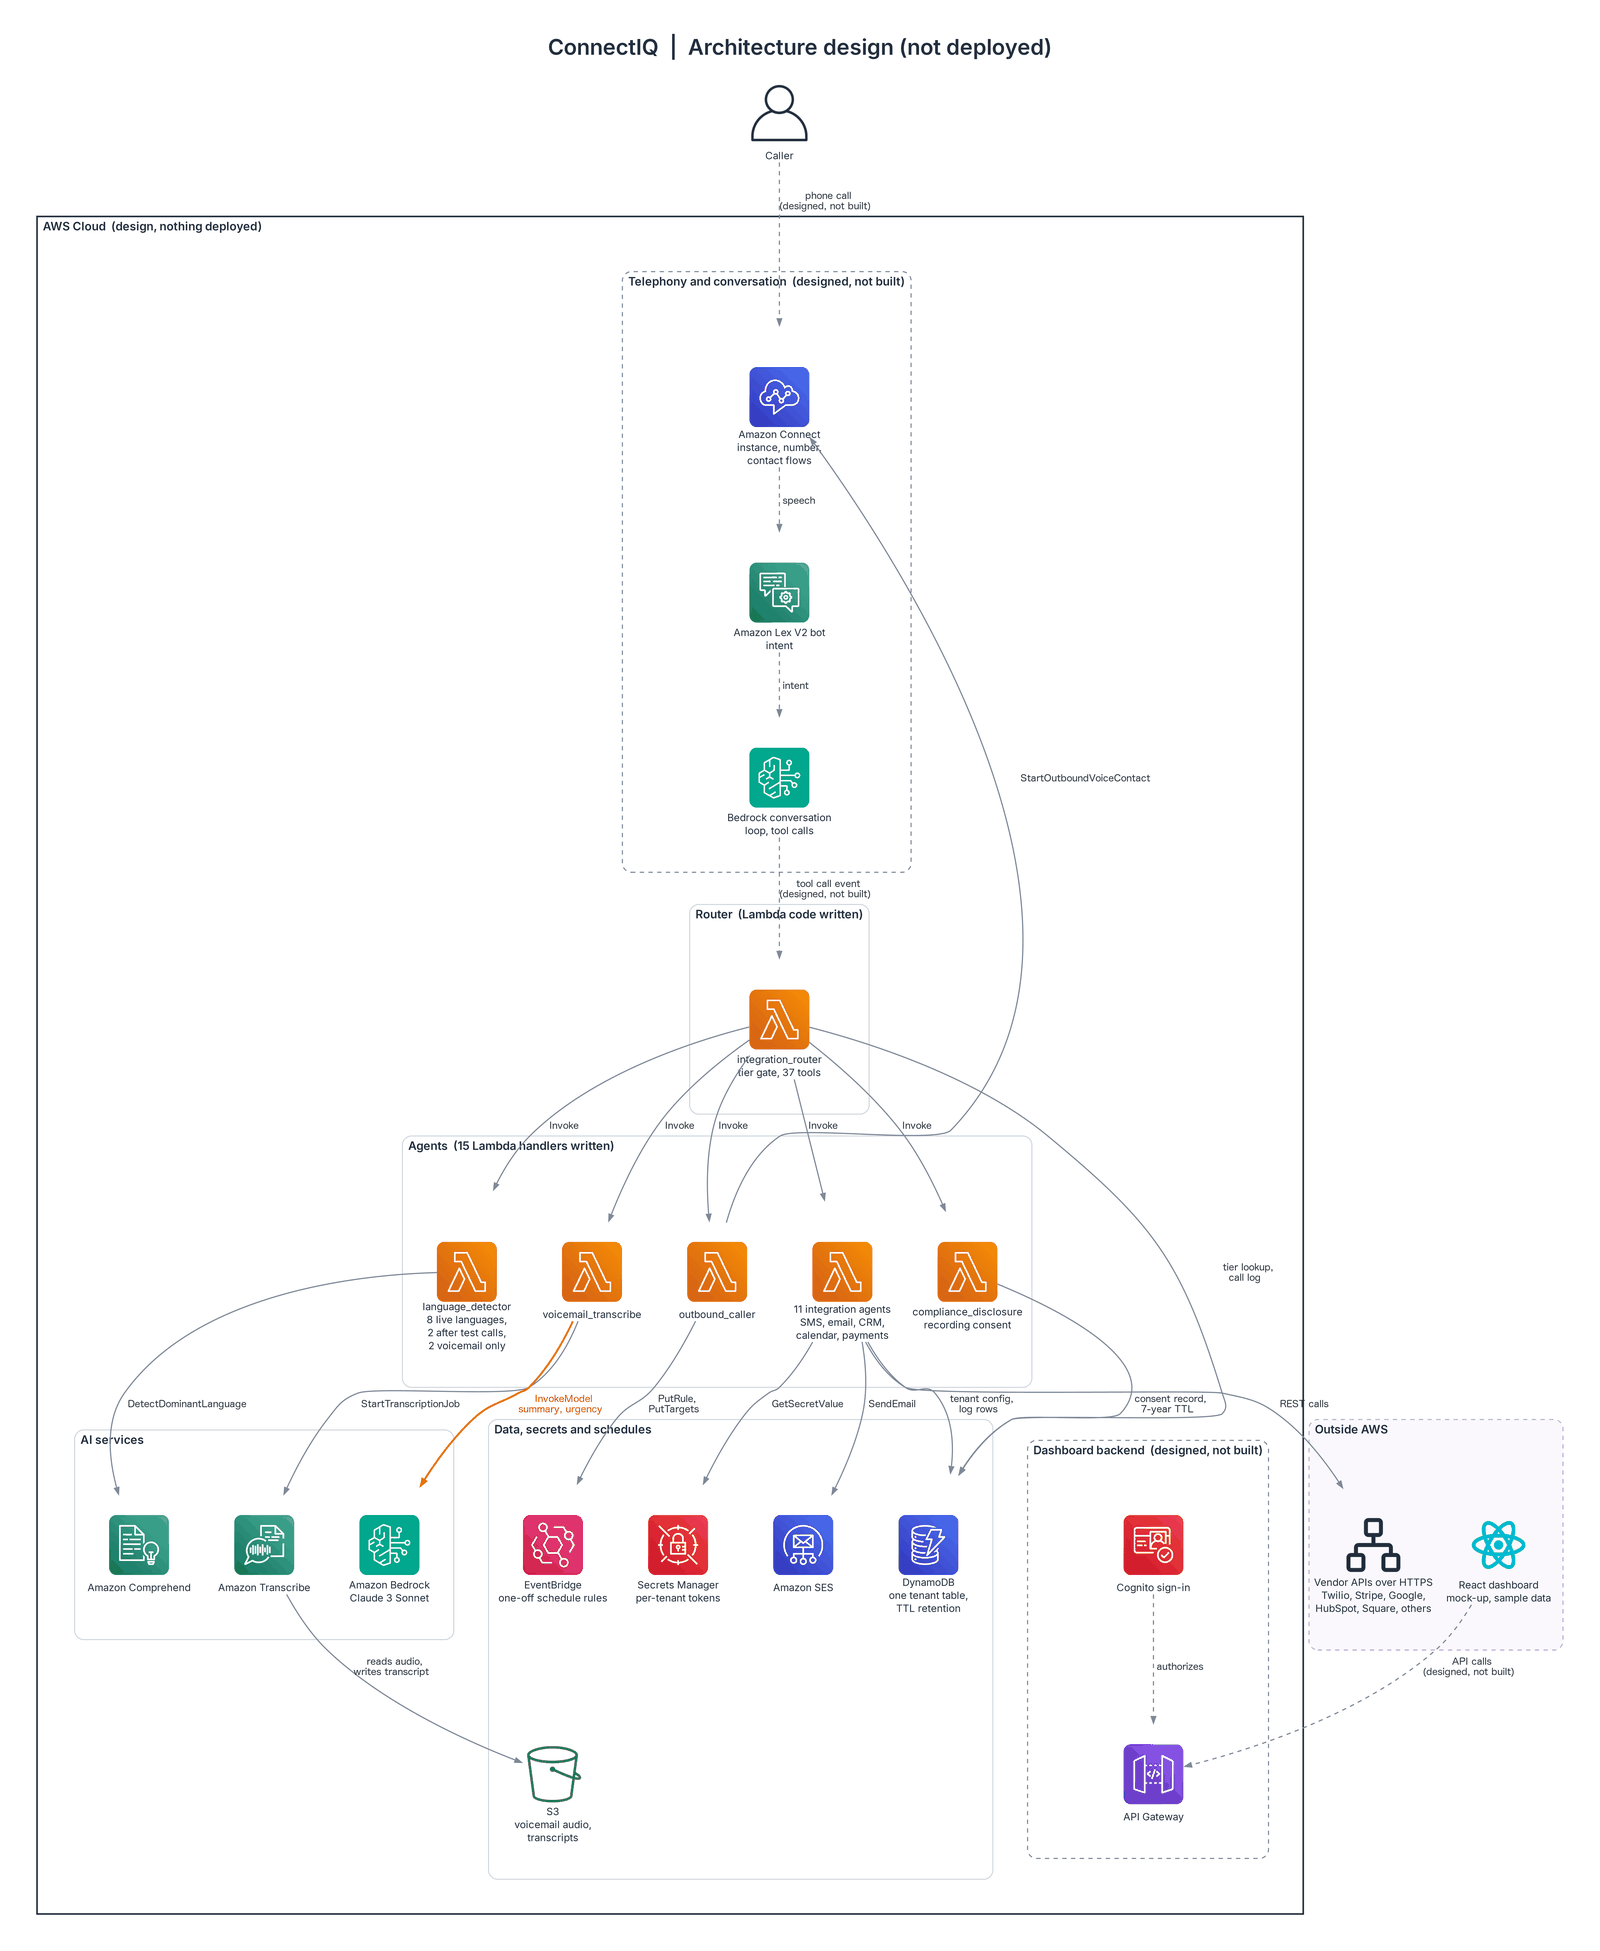 ConnectIQ | Architecture design (not deployed)
Caller
phone call
(designed, not built)
AWS Cloud (design, nothing deployed)
Telephony and conversation (designed, not built)
Amazon Connect
instance, number,
contact flows
speech
Amazon Lex V2 bot
intent
intent
StartOutboundVoiceContact
Bedrock conversation
loop, tool calls
tool call event
(designed, not built)
Router (Lambda code written)
integration_router
tier gate, 37 tools
Invoke
Invoke
Invoke
Invoke
Invoke
Agents (15 Lambda handlers written)
tier lookup,
call log
language_detector
8 live languages,
2 after test calls,
2 voicemail only
voicemail_transcribe
outbound_caller
11 integration agents
SMS, email, CRM,
calendar, payments
compliance_disclosure
recording consent
DetectDominantLanguage
StartTranscriptionJob
InvokeModel
summary, urgency
PutRule,
PutTargets
GetSecretValue
SendEmail
tenant config,
log rows
consent record,
7-year TTL
REST calls
AI services
Data, secrets and schedules
Dashboard backend (designed, not built)
Outside AWS
Amazon Comprehend
Amazon Transcribe
Amazon Bedrock
Claude 3 Sonnet
EventBridge
one-off schedule rules
Secrets Manager
per-tenant tokens
Amazon SES
DynamoDB
one tenant table,
TTL retention
Cognito sign-in
Vendor APIs over HTTPS
Twilio, Stripe, Google,
HubSpot, Square, others
React dashboard
mock-up, sample data
reads audio,
writes transcript
authorizes
API calls
(designed, not built)
S3
voicemail audio,
transcripts
API Gateway